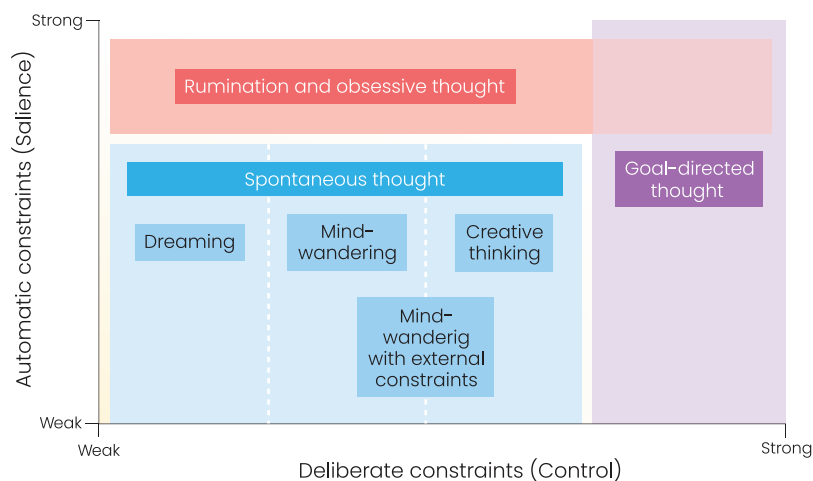 Strong
Automatic constraints (Salience)
Rumination and obsessive thought
Spontaneous thought
Goal-directed
thought
Dreaming
Mind-
wandering
Creative
thinking
Mind-
wanderig
with external
constraints
Weak
Weak
Strong
Deliberate constraints (Control)